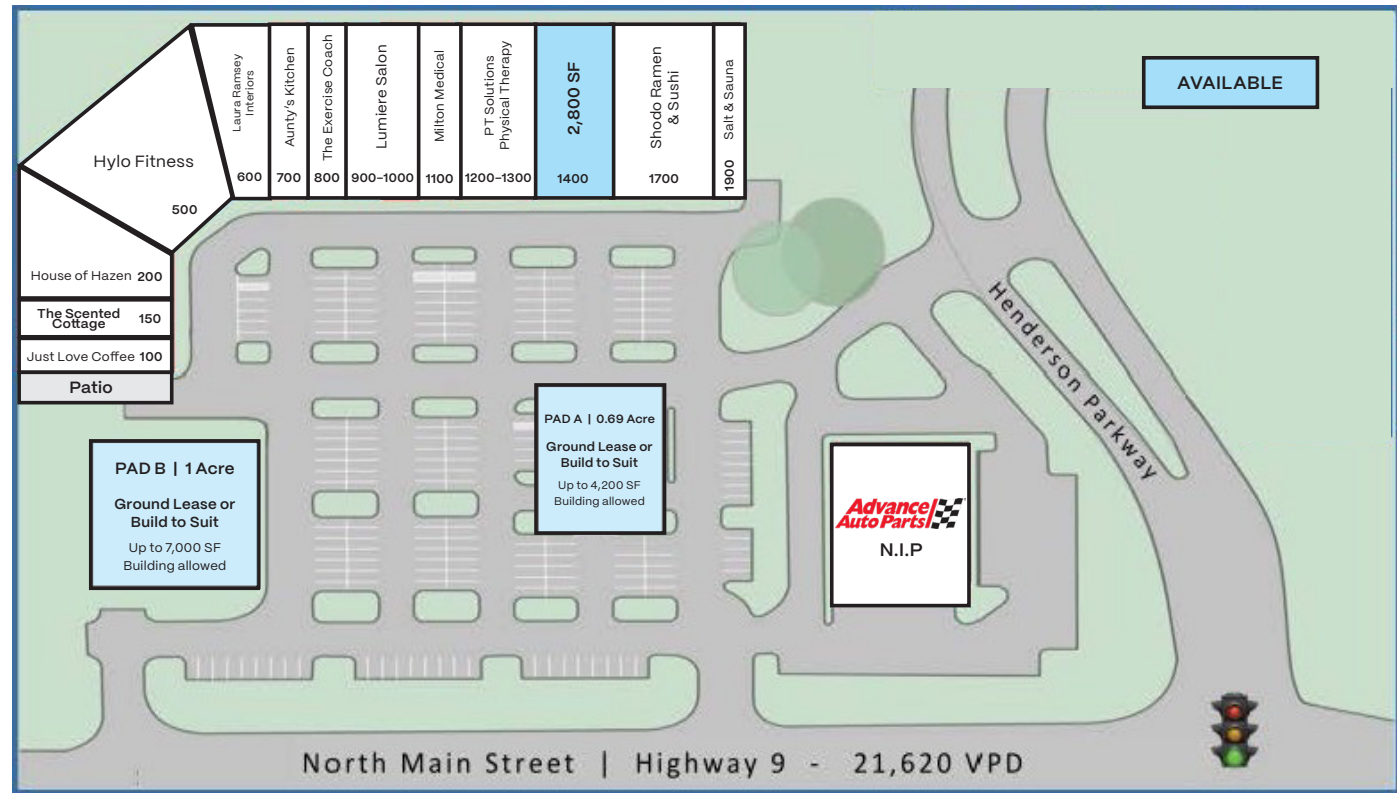 Laura Ramsey
Interiors
600
Aunty's Kitchen
700
The Exercise Coach
800
Lumiere Salon
900–1000
Milton Medical
1100
PT Solutions
Physical Therapy
1200–1300
2,800 SF
1400
Shodo Ramen
& Sushi
1700
Salt & Sauna
1900
AVAILABLE
Hylo Fitness
500
House of Hazen 200
The Scented
Cottage
150
Just Love Coffee 100
Patio
PAD B | 1 Acre
Ground Lease or
Build to Suit
Up to 7,000 SF
Building allowed
PAD A | 0.69 Acre
Ground Lease or
Build to Suit
Up to 4,200 SF
Building allowed
Advance
Auto Parts
N.I.P
Henderson Parkway
North Main Street | Highway 9 - 21,620 VPD